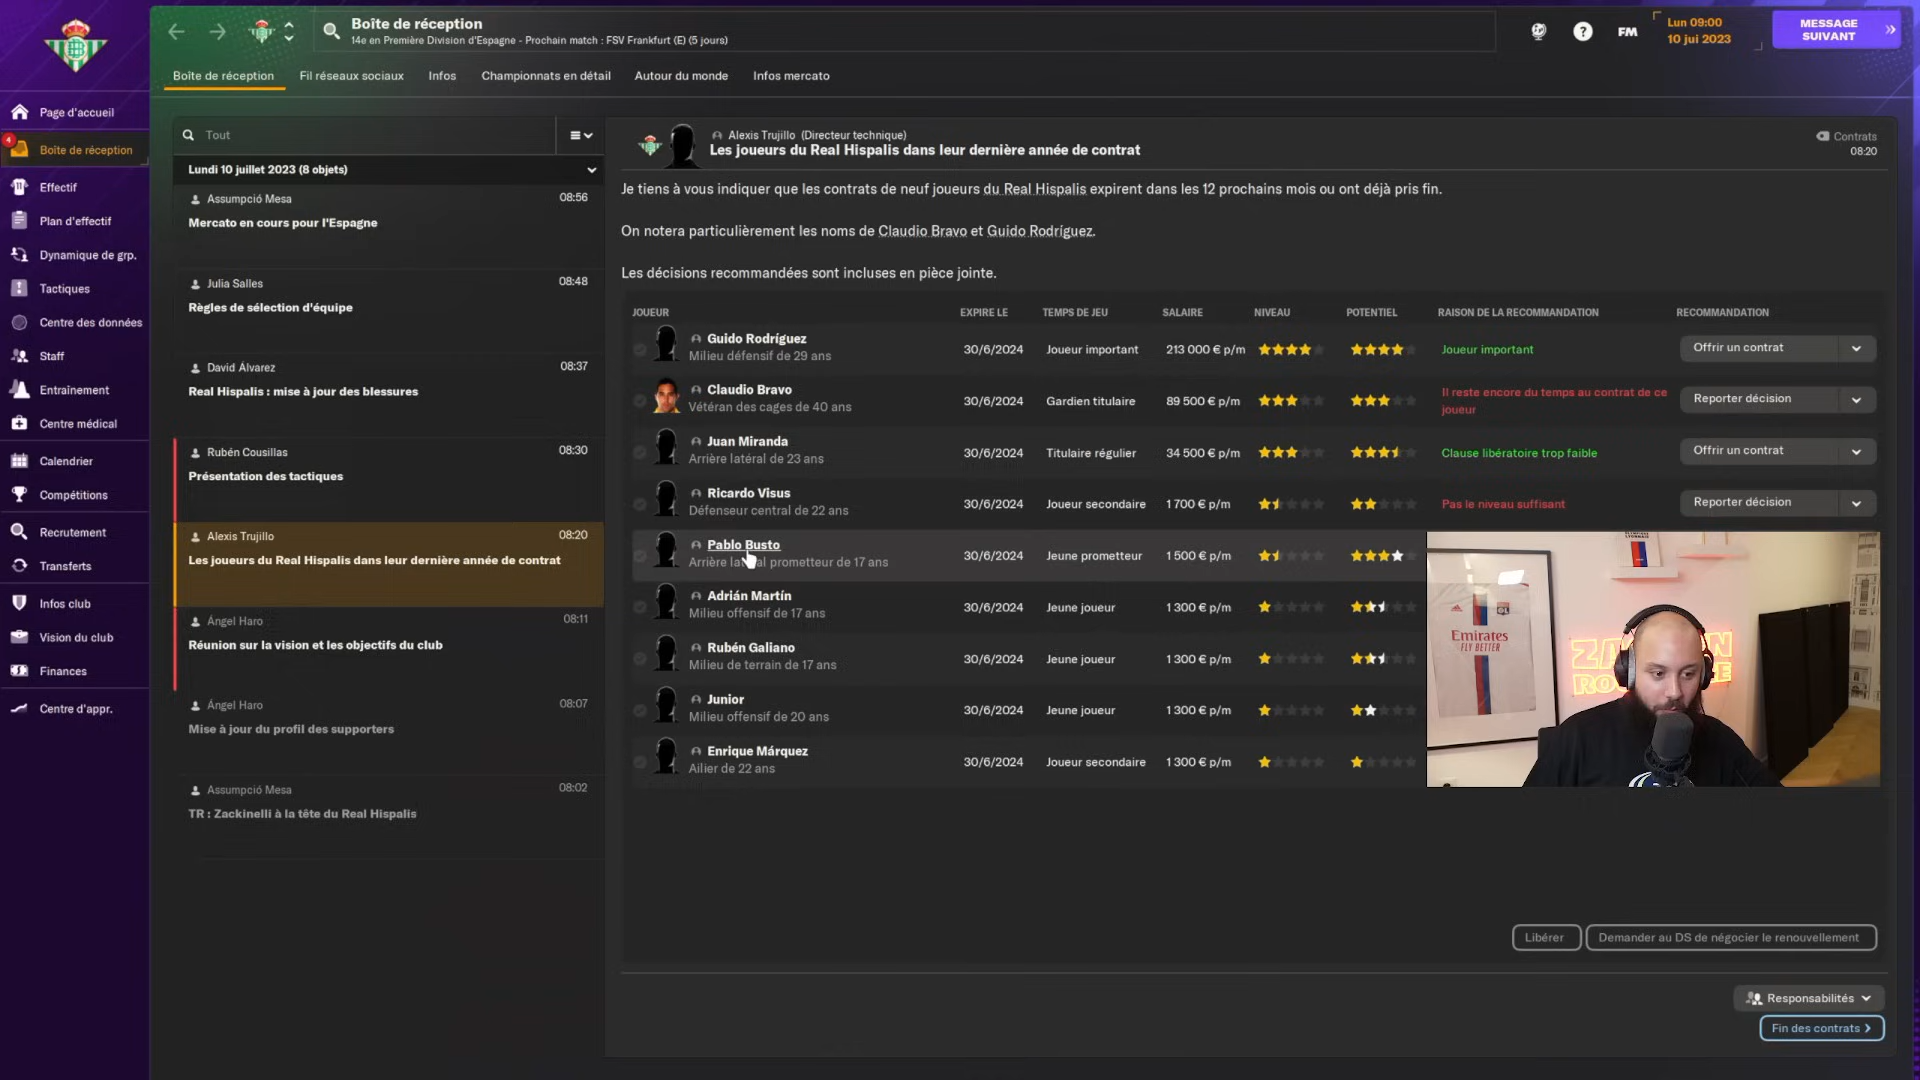 Boîte de réception
14e en Première Division d'Espagne - Prochain match : FSV Frankfurt (E) (5 jours)
FM
Lun 09:00
10 jui 2023
MESSAGE
SUIVANT
Boîte de réception
Fil réseaux sociaux
Infos
Championnats en détail
Autour du monde
Infos mercato
Page d'accueil
4
Boîte de réception
Effectif
Plan d'effectif
Dynamique de grp.
Tactiques
Centre des données
Staff
Entraînement
Centre médical
Calendrier
Compétitions
Recrutement
Transferts
Infos club
Vision du club
Finances
Centre d'appr.
Tout
Lundi 10 juillet 2023 (8 objets)
Assumpció Mesa 08:56
Mercato en cours pour l'Espagne
Julia Salles 08:48
Règles de sélection d'équipe
David Álvarez 08:37
Real Hispalis : mise à jour des blessures
Rubén Cousillas 08:30
Présentation des tactiques
Alexis Trujillo 08:20
Les joueurs du Real Hispalis dans leur dernière année de contrat
Ángel Haro 08:11
Réunion sur la vision et les objectifs du club
Ángel Haro 08:07
Mise à jour du profil des supporters
Assumpció Mesa 08:02
TR : Zackinelli à la tête du Real Hispalis
Alexis Trujillo (Directeur technique)
Les joueurs du Real Hispalis dans leur dernière année de contrat
Contrats
08:20
Je tiens à vous indiquer que les contrats de neuf joueurs du Real Hispalis expirent dans les 12 prochains mois ou ont déjà pris fin.
On notera particulièrement les noms de Claudio Bravo et Guido Rodríguez.
Les décisions recommandées sont incluses en pièce jointe.
JOUEUR EXPIRE LE TEMPS DE JEU SALAIRE NIVEAU POTENTIEL RAISON DE LA RECOMMANDATION RECOMMANDATION
Guido Rodríguez
Milieu défensif de 29 ans
30/6/2024 Joueur important 213 000 € p/m Joueur important Offrir un contrat
Claudio Bravo
Vétéran des cages de 40 ans
30/6/2024 Gardien titulaire 89 500 € p/m Il reste encore du temps au contrat de ce
joueur
Reporter décision
Juan Miranda
Arrière latéral de 23 ans
30/6/2024 Titulaire régulier 34 500 € p/m Clause libératoire trop faible Offrir un contrat
Ricardo Visus
Défenseur central de 22 ans
30/6/2024 Joueur secondaire 1 700 € p/m Pas le niveau suffisant Reporter décision
Pablo Busto
Arrière latéral prometteur de 17 ans
30/6/2024 Jeune prometteur 1 500 € p/m
Adrián Martín
Milieu offensif de 17 ans
30/6/2024 Jeune joueur 1 300 € p/m
Rubén Galiano
Milieu de terrain de 17 ans
30/6/2024 Jeune joueur 1 300 € p/m
Junior
Milieu offensif de 20 ans
30/6/2024 Jeune joueur 1 300 € p/m
Enrique Márquez
Ailier de 22 ans
30/6/2024 Joueur secondaire 1 300 € p/m
Emirates
FLY BETTER
Libérer
Demander au DS de négocier le renouvellement
Responsabilités
Fin des contrats